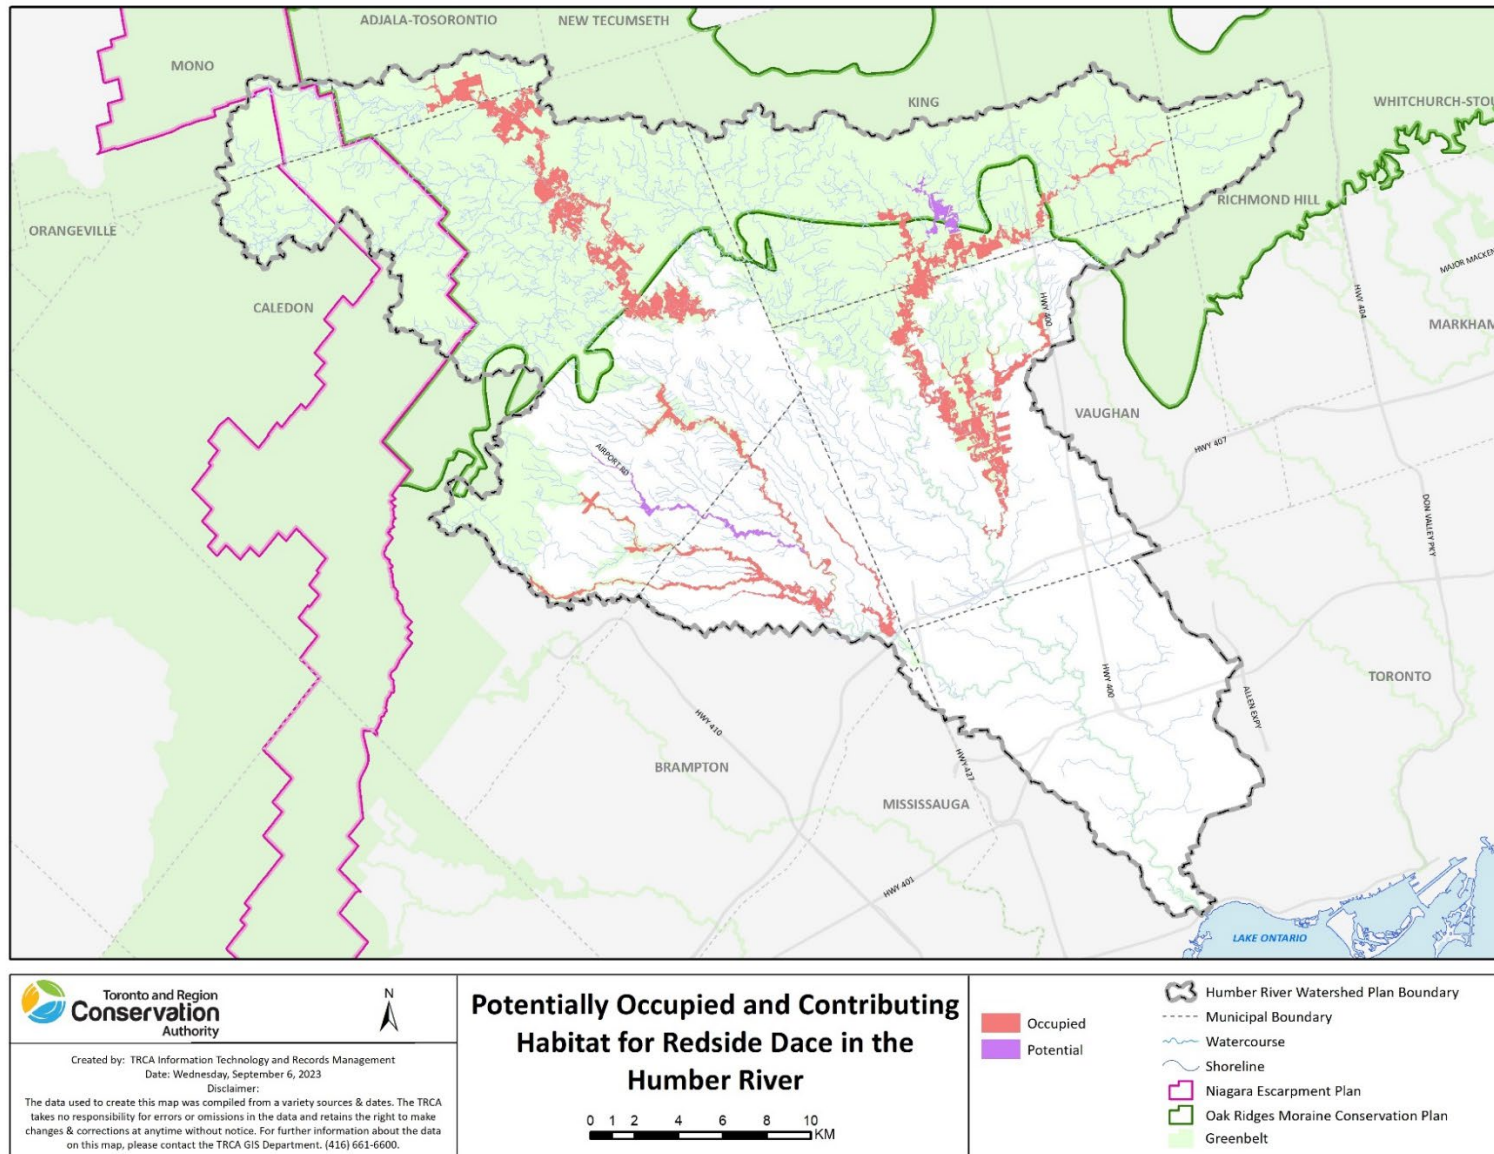 ADJALA-TOSORONTIO
NEW TECUMSETH
MONO
KING
WHITCHURCH-STOU
ORANGEVILLE
RICHMOND HILL
MAJOR MACKEN
CALEDON
HWY 400
HWY 404
MARKHAM
VAUGHAN
HWY 407
AIRPORT RD
DON VALLEY PKY
HWY 400
ALLEN EXPY
TORONTO
HWY 410
HWY 427
BRAMPTON
MISSISSAUGA
HWY 401
LAKE ONTARIO
Toronto and Region
Conservation
Authority
N
Created by: TRCA Information Technology and Records Management
Date: Wednesday, September 6, 2023
Disclaimer:
The data used to create this map was compiled from a variety sources & dates. The TRCA
takes no responsibility for errors or omissions in the data and retains the right to make
changes & corrections at anytime without notice. For further information about the data
on this map, please contact the TRCA GIS Department. (416) 661-6600.
Potentially Occupied and Contributing
Habitat for Redside Dace in the
Humber River
0 1 2 4 6 8 10
KM
Occupied
Potential
Humber River Watershed Plan Boundary
Municipal Boundary
Watercourse
Shoreline
Niagara Escarpment Plan
Oak Ridges Moraine Conservation Plan
Greenbelt